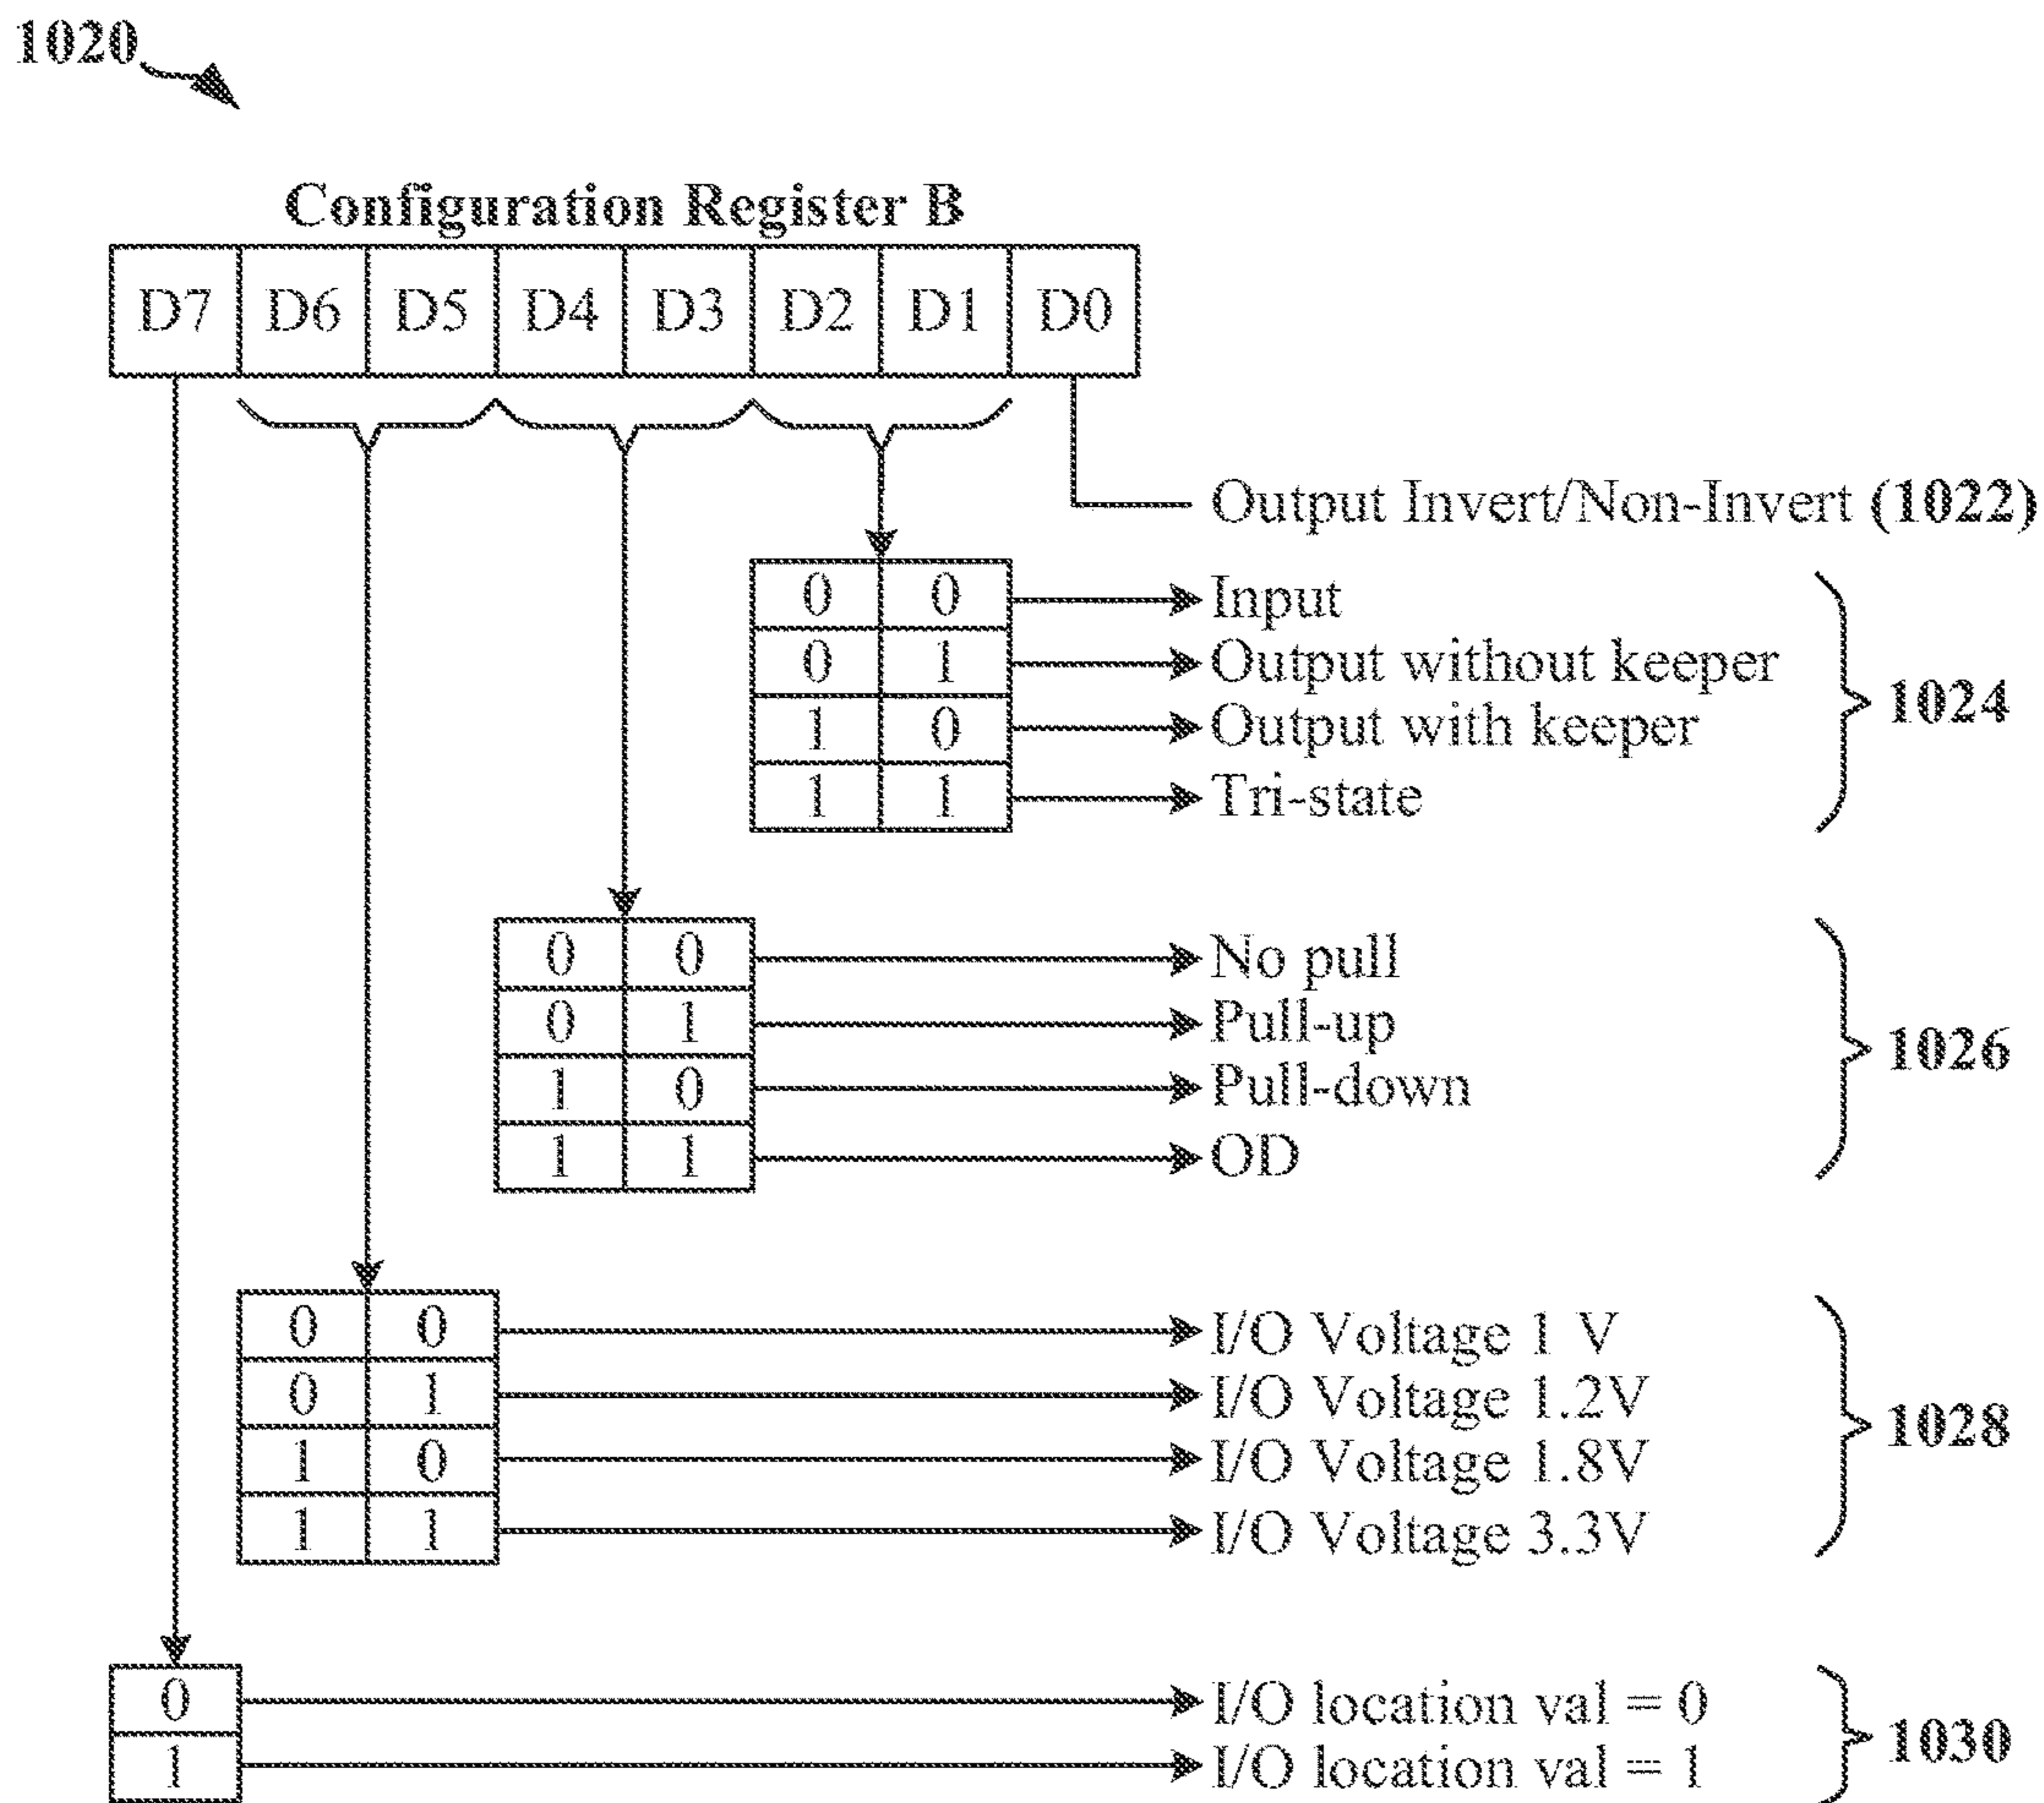 1020
Configuration Register B
D7 D6 D5 D4 D3 D2 D1 D0
Output Invert/Non-Invert (1022)
0 0 Input
0 1 Output without keeper
1 0 Output with keeper
1 1 Tri-state
1024
0 0 No pull
0 1 Pull-up
1 0 Pull-down
1 1 OD
1026
0 0 I/O Voltage 1 V
0 1 I/O Voltage 1.2V
1 0 I/O Voltage 1.8V
1 1 I/O Voltage 3.3V
1028
0 I/O location val = 0
1 I/O location val = 1
1030